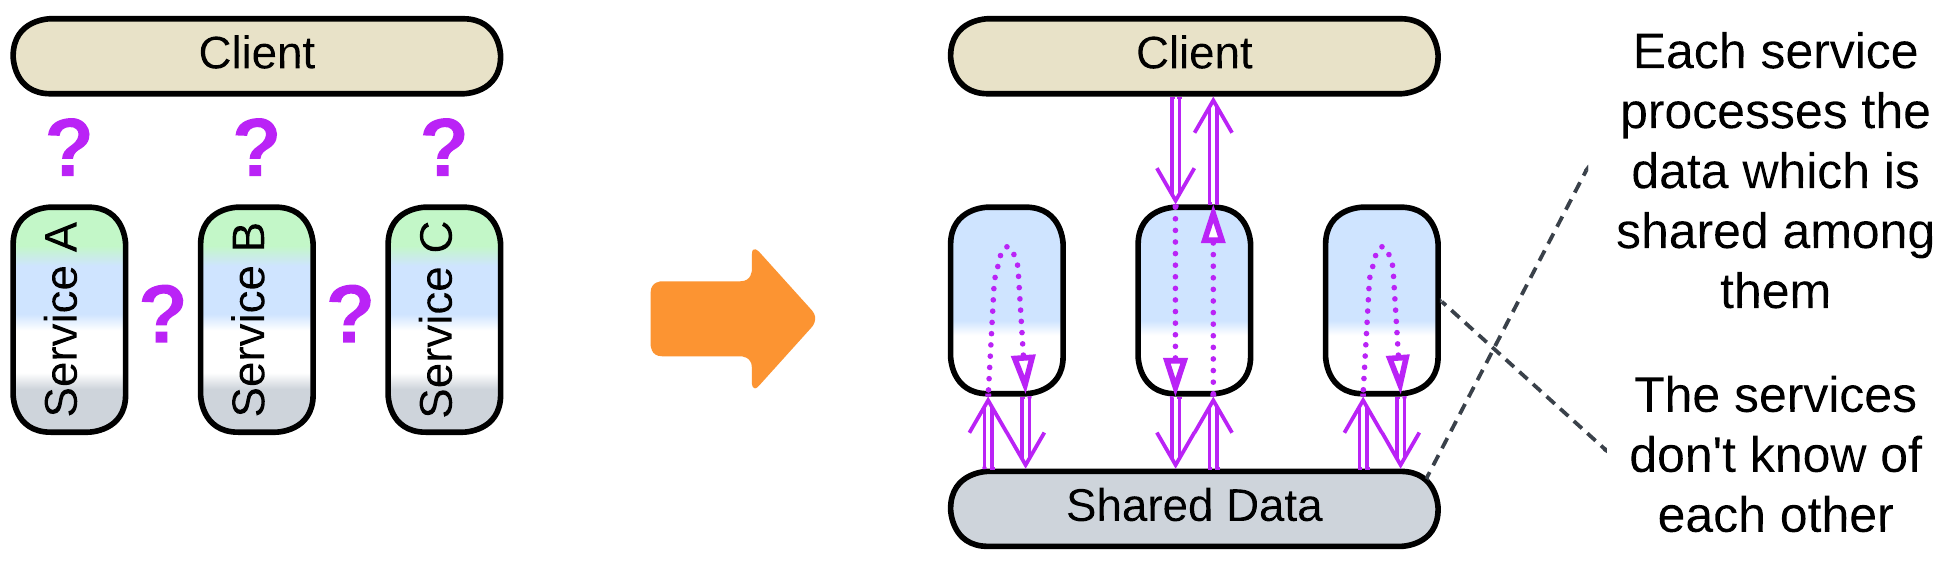 Client
? ? ?
Service A
?
Service B
?
Service C
Client
Shared Data
Each service
processes the
data which is
shared among
them
The services
don't know of
each other